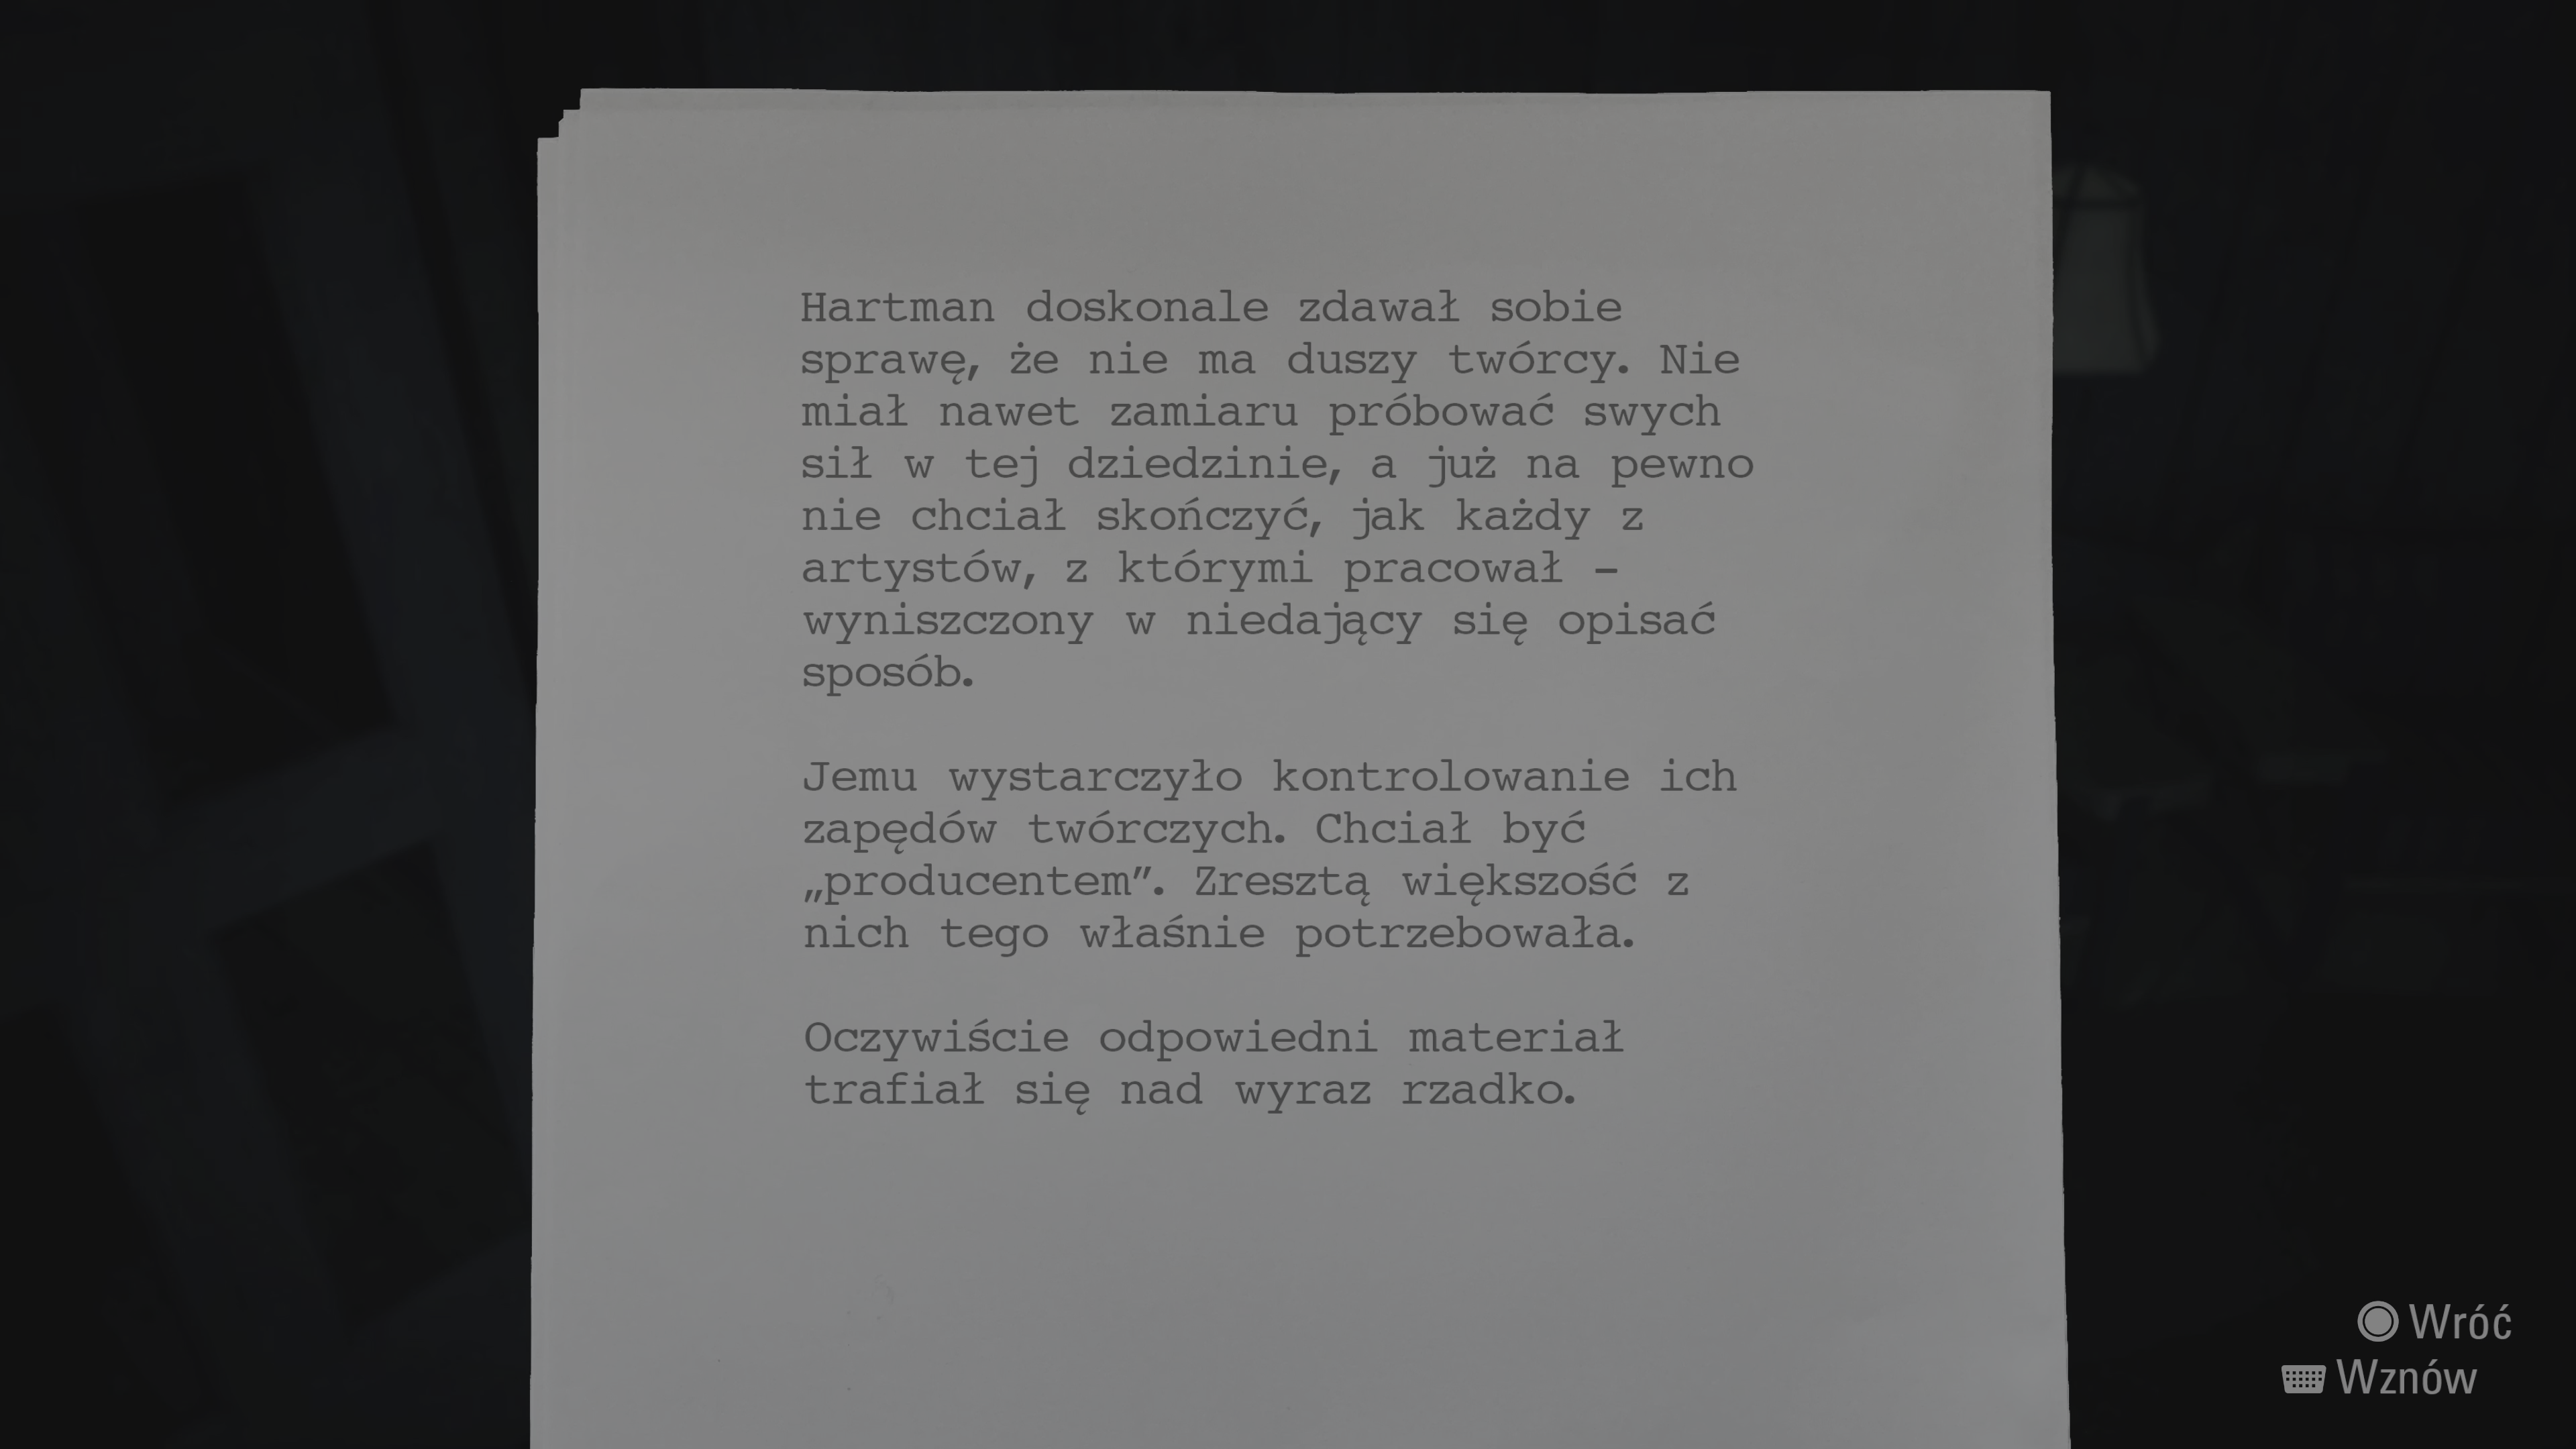 Hartman doskonale zdawał sobie
sprawę, że nie ma duszy twórcy. Nie
miał nawet zamiaru próbować swych
sił w tej dziedzinie, a już na pewno
nie chciał skończyć, jak każdy z
artystów, z którymi pracował –
wyniszczony w niedający się opisać
sposób.
Jemu wystarczyło kontrolowanie ich
zapędów twórczych. Chciał być
„producentem”. Zresztą większość z
nich tego właśnie potrzebowała.
Oczywiście odpowiedni materiał
trafiał się nad wyraz rzadko.
Wróć
Wznów